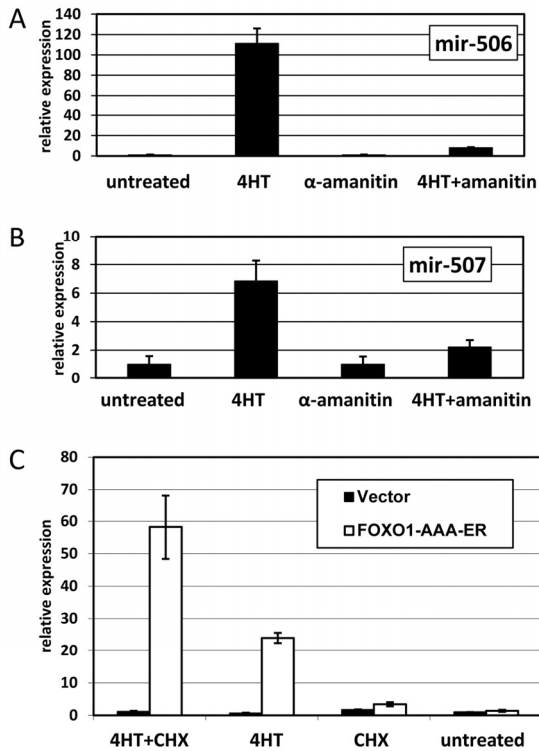 A
relative expression
140
120
100
80
60
40
20
0
mir-506
untreated 4HT α-amanitin 4HT+amanitin
B
relative expression
10
8
6
4
2
0
mir-507
untreated 4HT α-amanitin 4HT+amanitin
C
relative expression
80
70
60
50
40
30
20
10
0
Vector
FOXO1-AAA-ER
4HT+CHX 4HT CHX untreated